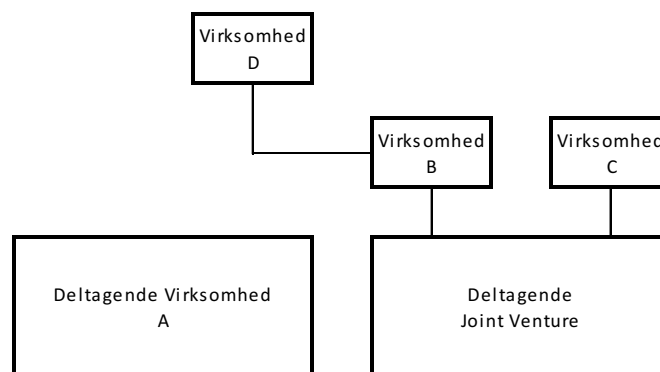 Virksomhed
D
Virksomhed
B
Virksomhed
C
Deltagende Virksomhed
A
Deltagende
Joint Venture